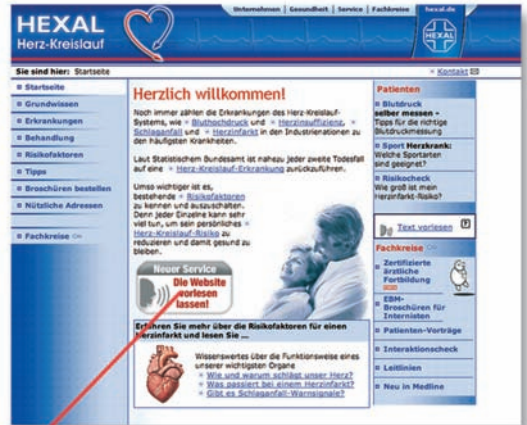 HEXAL
Herz-Kreislauf
Unternehmen | Gesundheit | Service | Fachkreise
hexal.de
HEXAL
Sie sind hier: Startseite
Kontakt
Startseite
Grundwissen
Erkrankungen
Behandlung
Risikofaktoren
Tipps
Broschüren bestellen
Nützliche Adressen
Fachkreise
Herzlich willkommen!
Noch immer zählen die Erkrankungen des Herz-Kreislauf-
Systems, wie Bluthochdruck und Herzinsuffizienz,
Schlaganfall und Herzinfarkt in den Industrienationen zu
den häufigsten Krankheiten.
Laut Statistischem Bundesamt ist nahezu jeder zweite Todesfall
auf eine Herz-Kreislauf-Erkrankung zurückzuführen.
Umso wichtiger ist es,
bestehende Risikofaktoren
zu kennen und auszuschalten.
Denn jeder Einzelne kann sehr
viel tun, um sein persönliches
Herz-Kreislauf-Risiko zu
reduzieren und damit gesund zu
bleiben.
Neuer Service
Die Website
vorlesen
lassen!
Erfahren Sie mehr über die Risikofaktoren für einen
Herzinfarkt und lesen Sie ...
Wissenswertes über die Funktionsweise eines
unserer wichtigsten Organe
Wie und warum schlägt unser Herz?
Was passiert bei einem Herzinfarkt?
Gibt es Schlaganfall-Warnsignale?
Patienten
Blutdruck
selber messen -
Tipps für die richtige
Blutdruckmessung
Sport Herzkrank:
Welche Sportarten
sind geeignet?
Risikocheck
Wie groß ist mein
Herzinfarkt-Risiko?
Text vorlesen ?
Fachkreise
Zertifizierte
ärztliche
Fortbildung
EBM-
Broschüren für
Internisten
Patienten-Vorträge
Interaktionscheck
Leitlinien
Neu in Medline